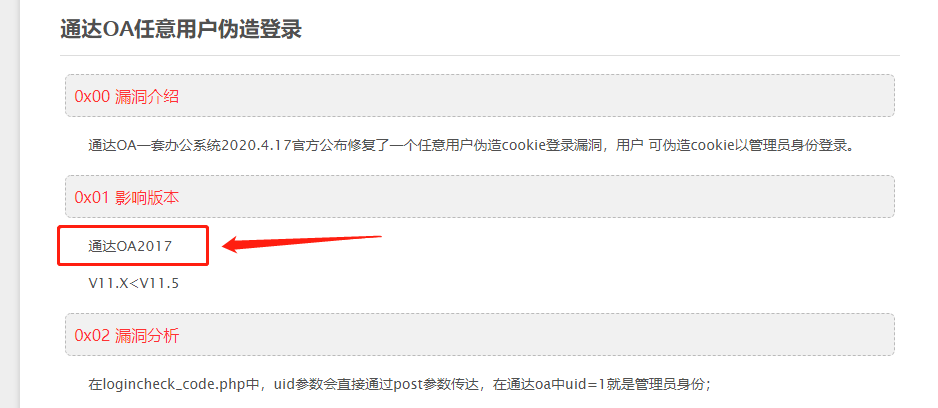 通达OA任意用户伪造登录
0x00 漏洞介绍
通达OA一套办公系统2020.4.17官方公布修复了一个任意用户伪造cookie登录漏洞，用户 可伪造cookie以管理员身份登录。
0x01 影响版本
通达OA2017
V11.X<V11.5
0x02 漏洞分析
在logincheck_code.php中，uid参数会直接通过post参数传达，在通达oa中uid=1就是管理员身份；